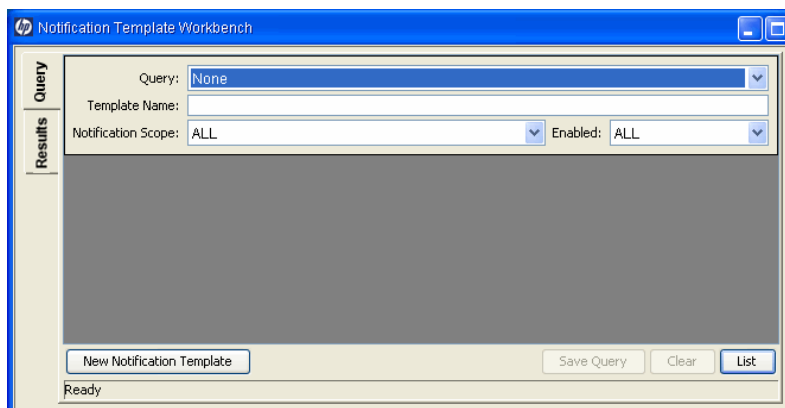 hp Notification Template Workbench
Query
Results
Query: None
Template Name:
Notification Scope: ALL Enabled: ALL
New Notification Template Save Query Clear List
Ready